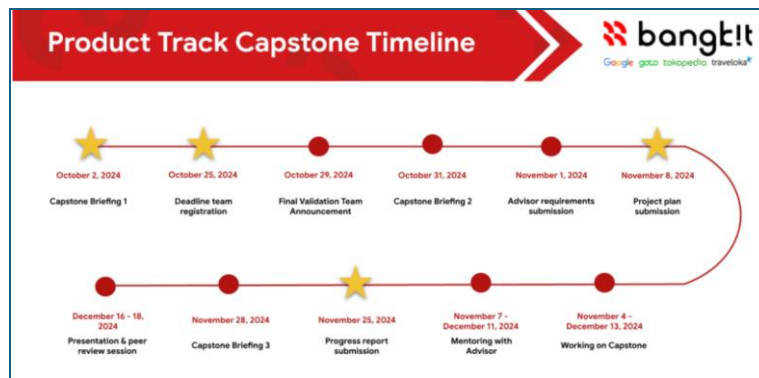 Product Track Capstone Timeline
bangk!t
Google goto tokopedia traveloka
October 2, 2024
Capstone Briefing 1
October 25, 2024
Deadline team
registration
October 29, 2024
Final Validation Team
Announcement
October 31, 2024
Capstone Briefing 2
November 1, 2024
Advisor requirements
submission
November 8, 2024
Project plan
submission
December 16 - 18,
2024
Presentation & peer
review session
November 28, 2024
Capstone Briefing 3
November 25, 2024
Progress report
submission
November 7 -
December 11, 2024
Mentoring with
Advisor
November 4 -
December 13, 2024
Working on Capstone